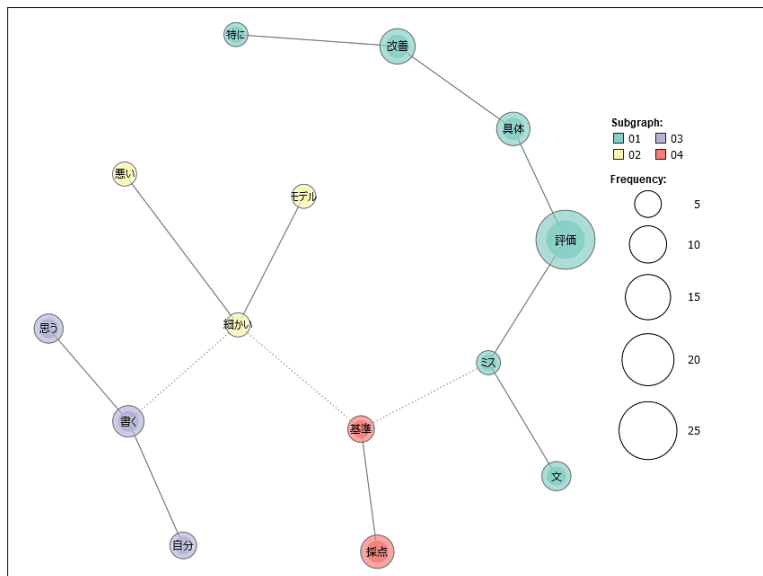 特に
改善
具体
Subgraph:
01 03
02 04
Frequency:
5
10
15
20
25
悪い
モデル
評価
細かい
思う
ミス
書く
基準
文
自分
採点